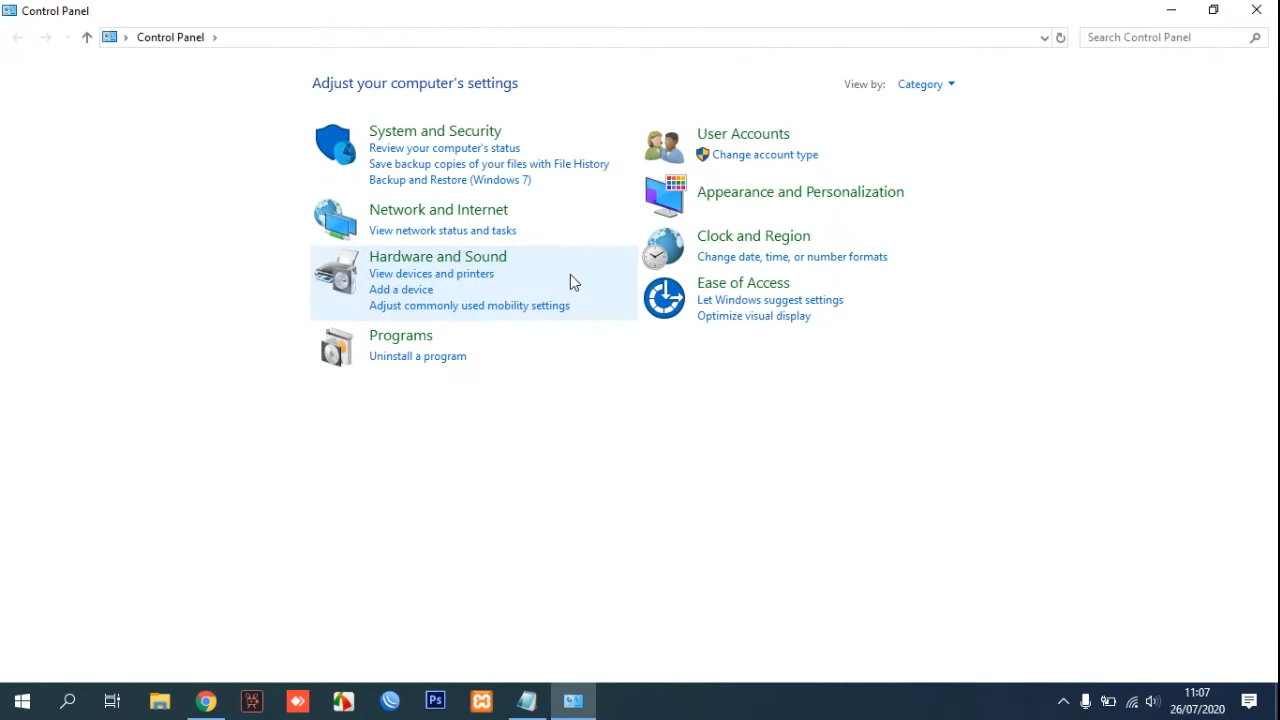 Control Panel
Control Panel
Search Control Panel
Adjust your computer's settings
View by: Category
System and Security
Review your computer's status
Save backup copies of your files with File History
Backup and Restore (Windows 7)
Network and Internet
View network status and tasks
Hardware and Sound
View devices and printers
Add a device
Adjust commonly used mobility settings
Programs
Uninstall a program
User Accounts
Change account type
Appearance and Personalization
Clock and Region
Change date, time, or number formats
Ease of Access
Let Windows suggest settings
Optimize visual display
Ps
11:07
26/07/2020